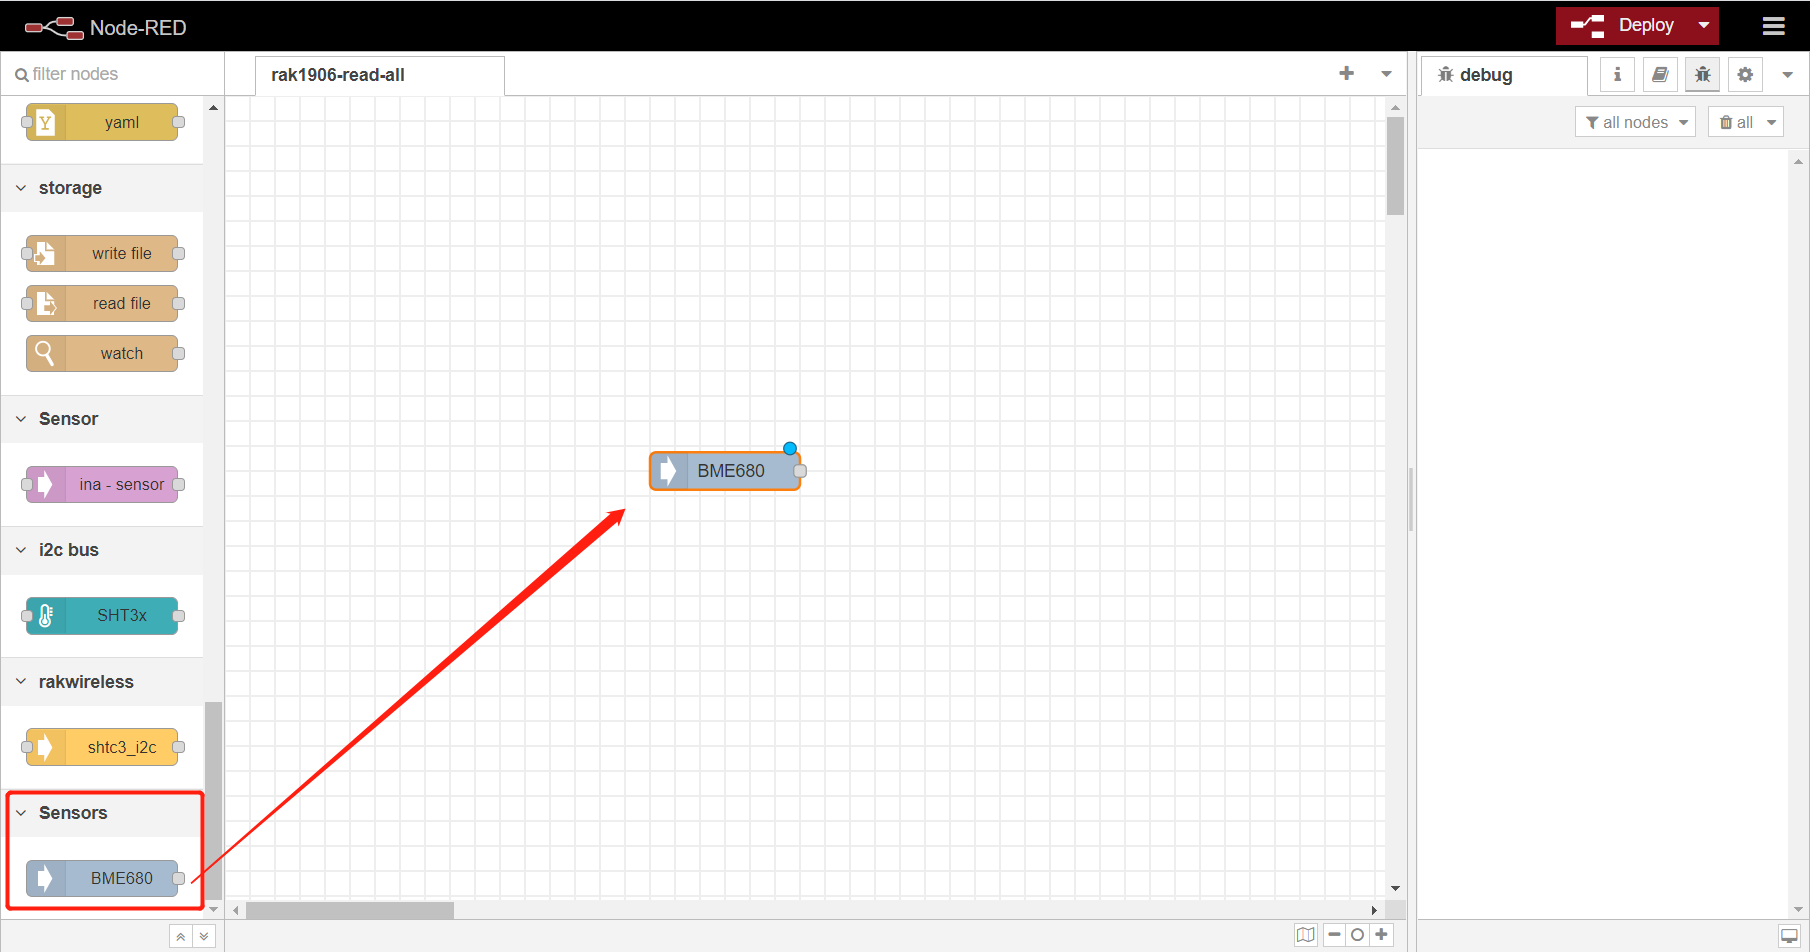 Node-RED
Deploy
filter nodes
rak1906-read-all
debug
i
all nodes
all
Y
yaml
storage
write file
read file
watch
Sensor
ina - sensor
i2c bus
SHT3x
rakwireless
shtc3_i2c
Sensors
BME680
BME680